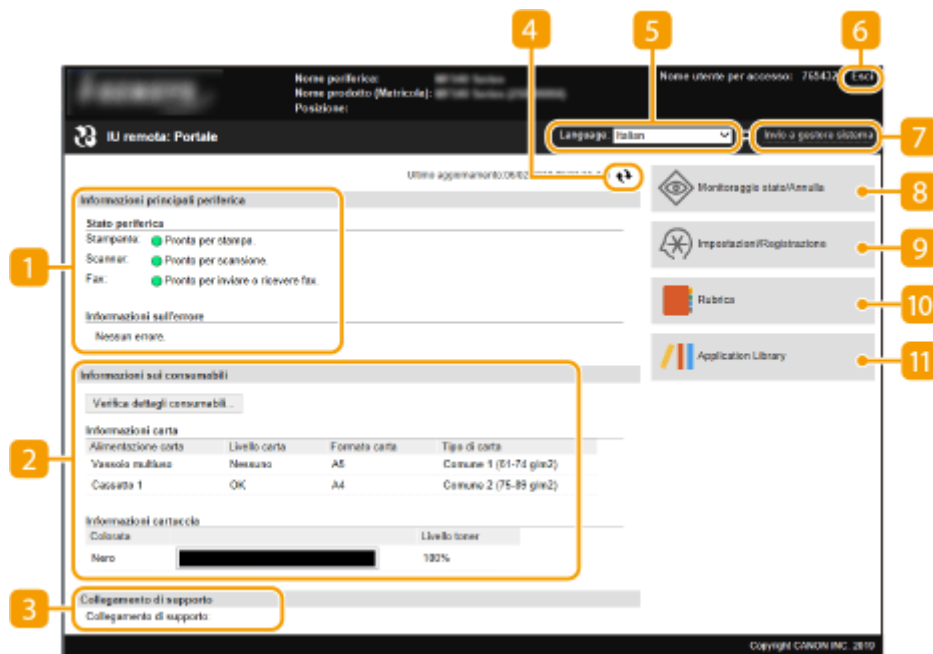 4 5 6
Nome periferica:
Nome utente per accesso: 765432 Esci
Nome prodotto (Matricola):
Posizione:
IU remota: Portale
Language: Italian
Invio a gestore sistema
7
Ultimo aggiornamento:
Informazioni principali periferica
Monitoraggio stato/Annulla
8
Stato periferica
Stampante: Pronta per stampa.
Scanner: Pronto per scansione.
Fax: Pronto per inviare o ricevere fax.
1
Impostazioni/Registrazione
9
Informazioni sull'errore
Nessun errore.
Rubrica
10
Application Library
11
Informazioni sui consumabili
Verifica dettagli consumabili...
Informazioni carta
Alimentazione carta Livello carta Formato carta Tipo di carta
2
Vassoio multiuso Nessuno A5 Comune 1 (61-74 g/m2)
Cassetto 1 OK A4 Comune 2 (75-89 g/m2)
Informazioni cartuccia
Colorata Livello toner
Nero 100%
3
Collegamento di supporto
Collegamento di supporto:
Copyright CANON INC. 2019